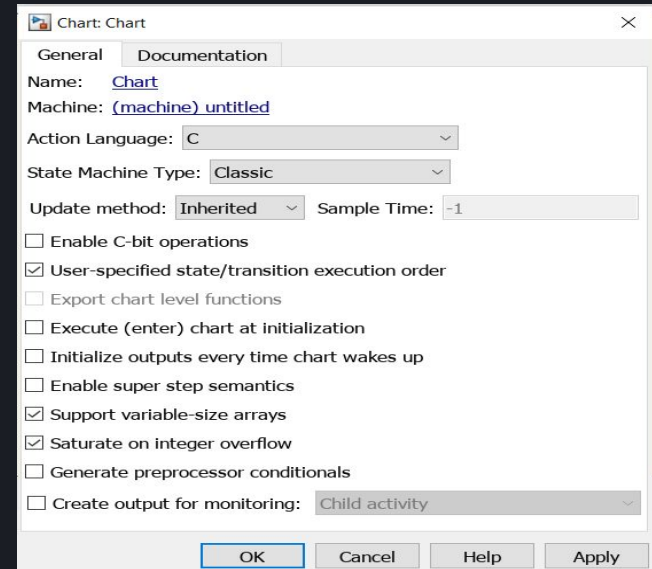 Chart: Chart
General Documentation
Name: Chart
Machine: (machine) untitled
Action Language: C
State Machine Type: Classic
Update method: Inherited Sample Time: -1
Enable C-bit operations
User-specified state/transition execution order
Export chart level functions
Execute (enter) chart at initialization
Initialize outputs every time chart wakes up
Enable super step semantics
Support variable-size arrays
Saturate on integer overflow
Generate preprocessor conditionals
Create output for monitoring: Child activity
OK Cancel Help Apply